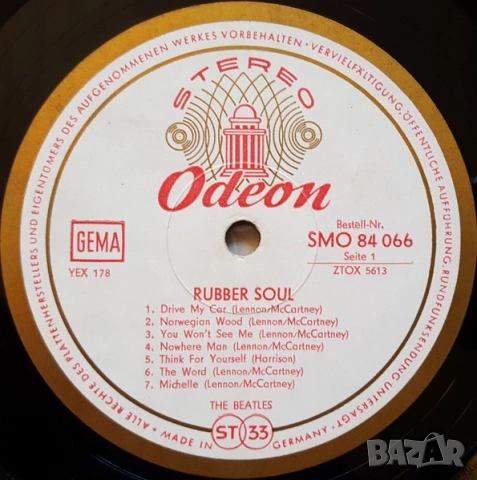 ALLE RECHTE DES PLATTENHERSTELLERS UND EIGENTÜMERS DES AUFGENOMMENEN WERKES VORBEHALTEN · VERVIELFÄLTIGUNG, ÖFFENTLICHE AUFFÜHRUNG, RUNDFUNKSENDUNG UNTERSAGT ·
STEREO
Odeon
GEMA
YEX 178
Bestell-Nr.
SMO 84 066
Seite 1
ZTOX 5613
RUBBER SOUL
1. Drive My Car (Lennon/McCartney)
2. Norwegian Wood (Lennon/McCartney)
3. You Won't See Me (Lennon/McCartney)
4. Nowhere Man (Lennon/McCartney)
5. Think For Yourself (Harrison)
6. The Word (Lennon/McCartney)
7. Michelle (Lennon/McCartney)
THE BEATLES
MADE IN GERMANY
ST 33
BAZAR